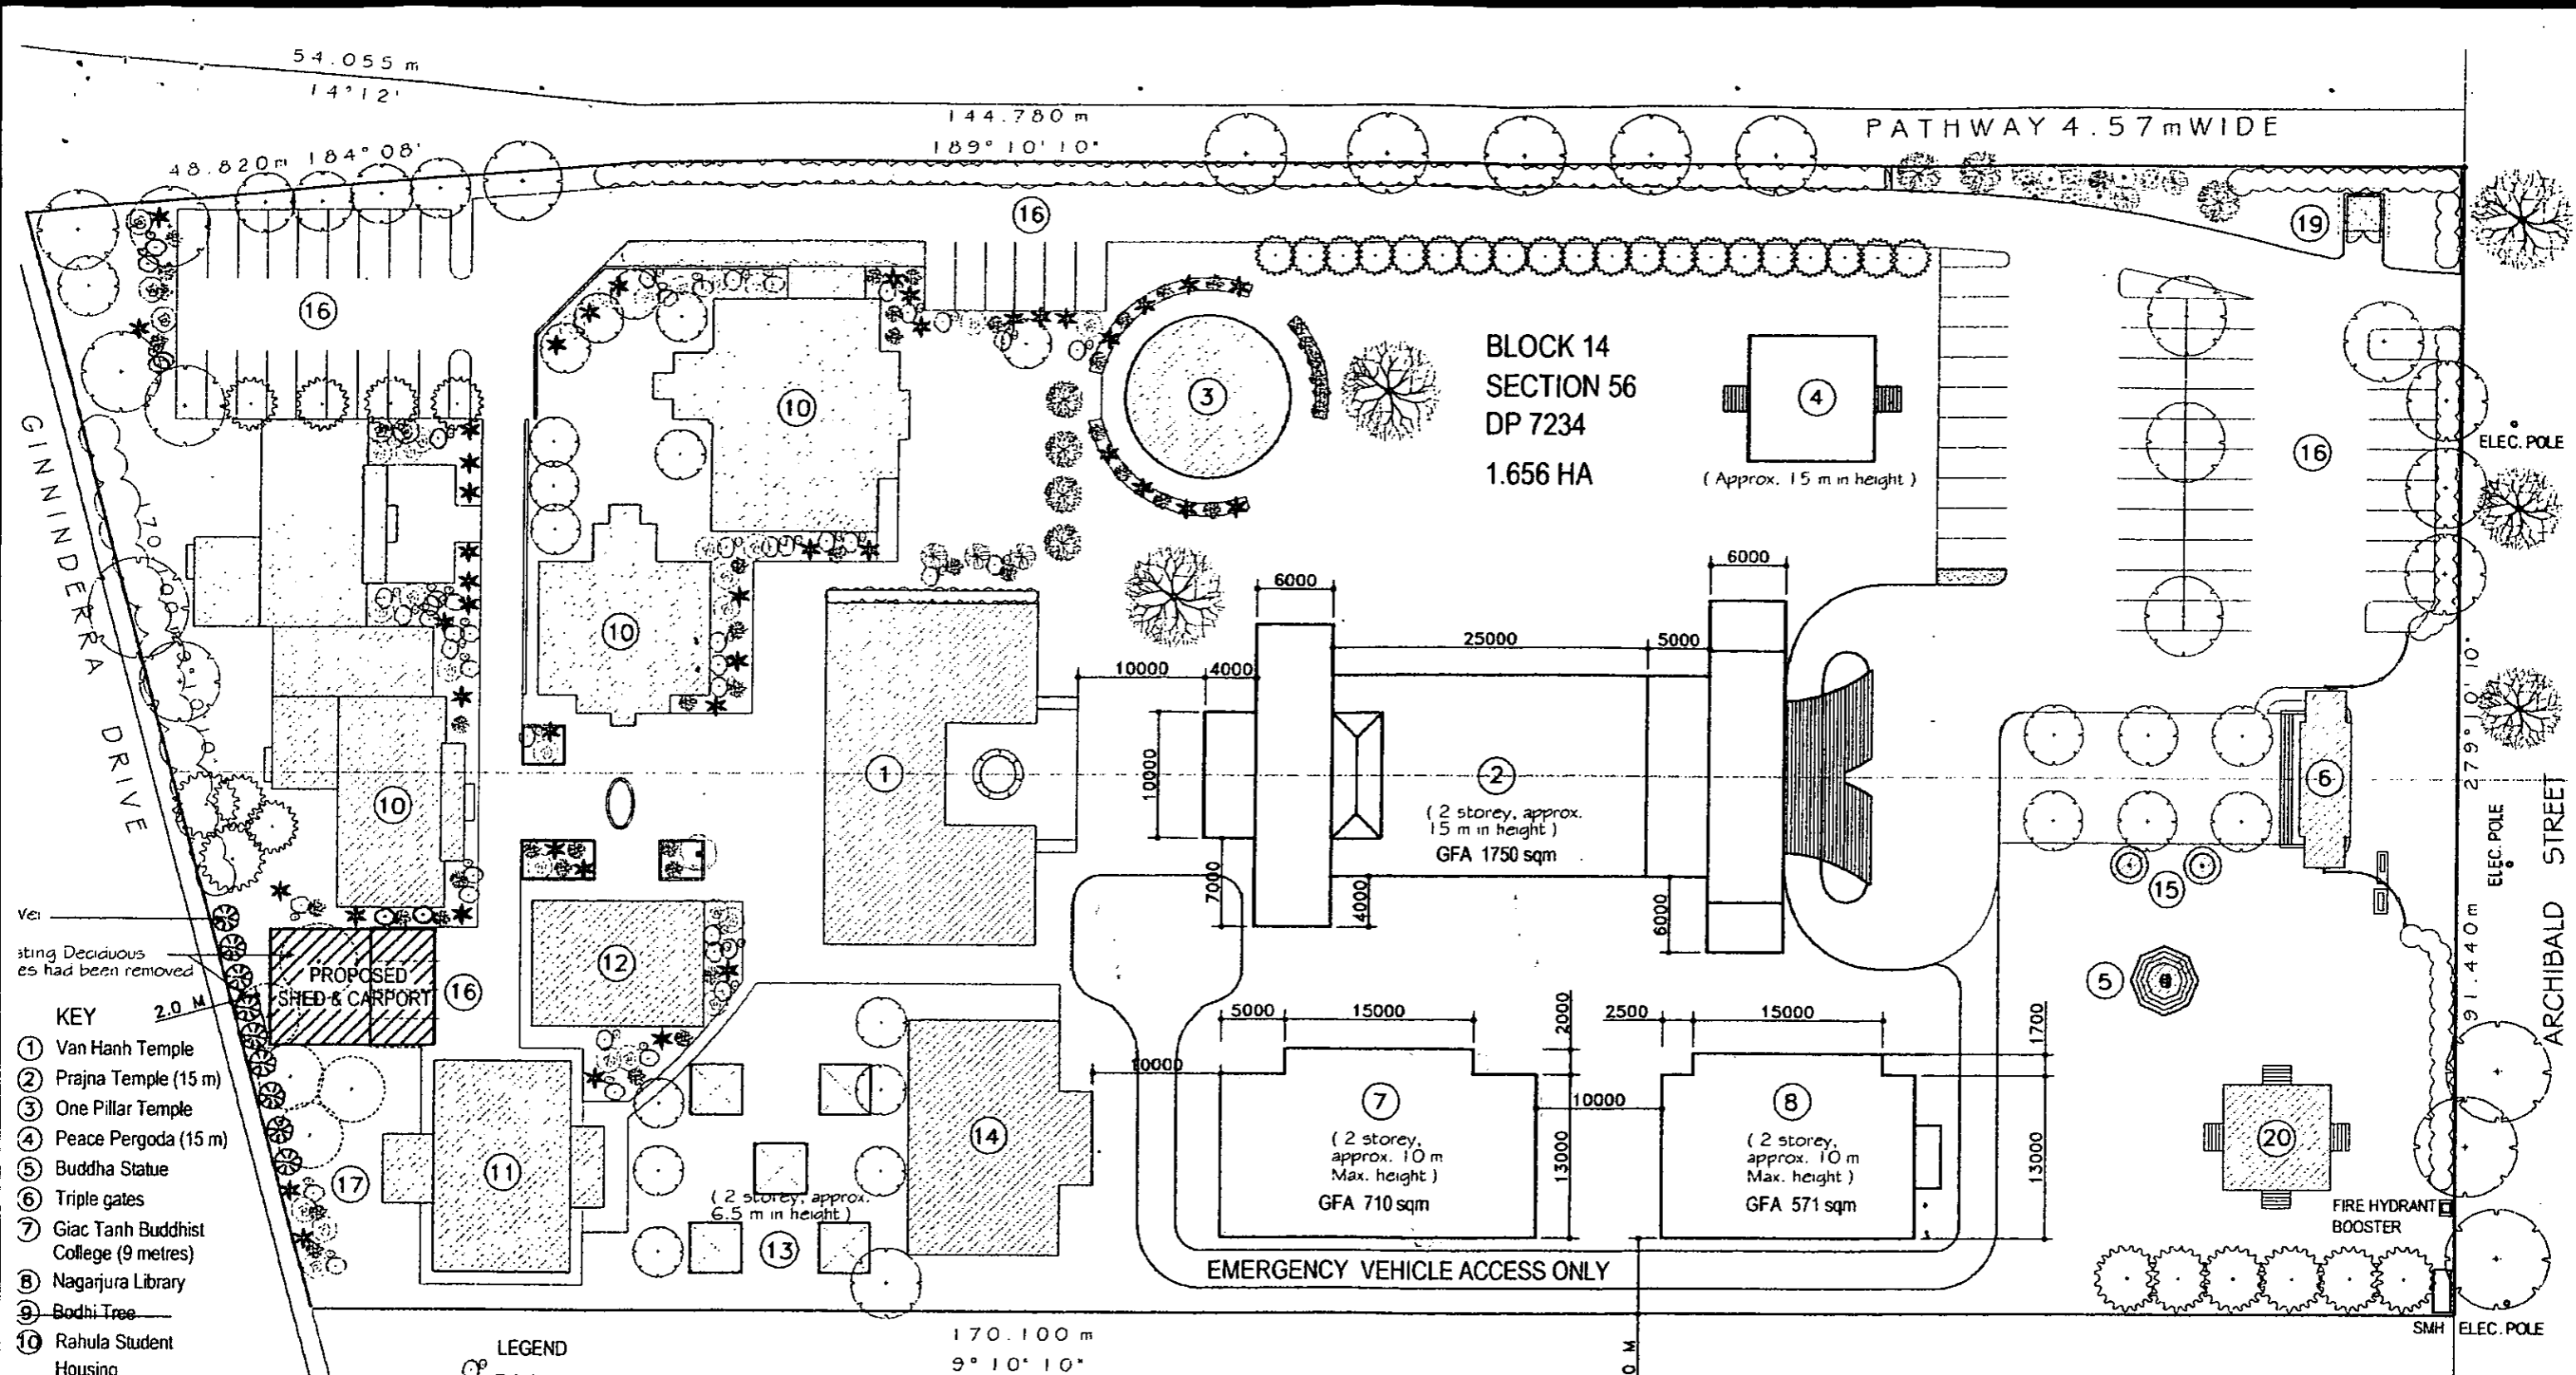 54.055 m
14°12'
144.780 m
189°10'10"
PATHWAY 4.57m WIDE
48.820m 184°08'
16
19
16
BLOCK 14
SECTION 56
DP 7234
1.656 HA
3
4
( Approx. 15 m in height )
10
16
ELEC. POLE
GINNINDERRA DRIVE
6000
6000
25000
5000
10000
4000
10
10000
7000
4000
6000
1
2
( 2 storey, approx.
15 m in height )
GFA 1750 sqm
6
10
279°10'10"
91.440m
ARCHIBALD STREET
ELEC. POLE
15
5
12
sting Deciduous
es had been removed
PROPOSED
SHED & CARPORT
16
2.0 M
5000
15000
2000
2500
15000
1700
10000
10000
13000
13000
7
( 2 storey,
approx. 10 m
Max. height )
GFA 710 sqm
8
( 2 storey,
approx. 10 m
Max. height )
GFA 571 sqm
14
20
11
17
( 2 storey, approx.
6.5 m in height )
13
FIRE HYDRANT
BOOSTER
EMERGENCY VEHICLE ACCESS ONLY
SMH
ELEC. POLE
KEY
1 Van Hanh Temple
2 Prajna Temple (15 m)
3 One Pillar Temple
4 Peace Pergoda (15 m)
5 Buddha Statue
6 Triple gates
7 Giac Tanh Buddhist
College (9 metres)
8 Nagarjura Library
9 Bodhi Tree
10 Rahula Student
Housing
LEGEND
170.100 m
9°10'10"
0 M